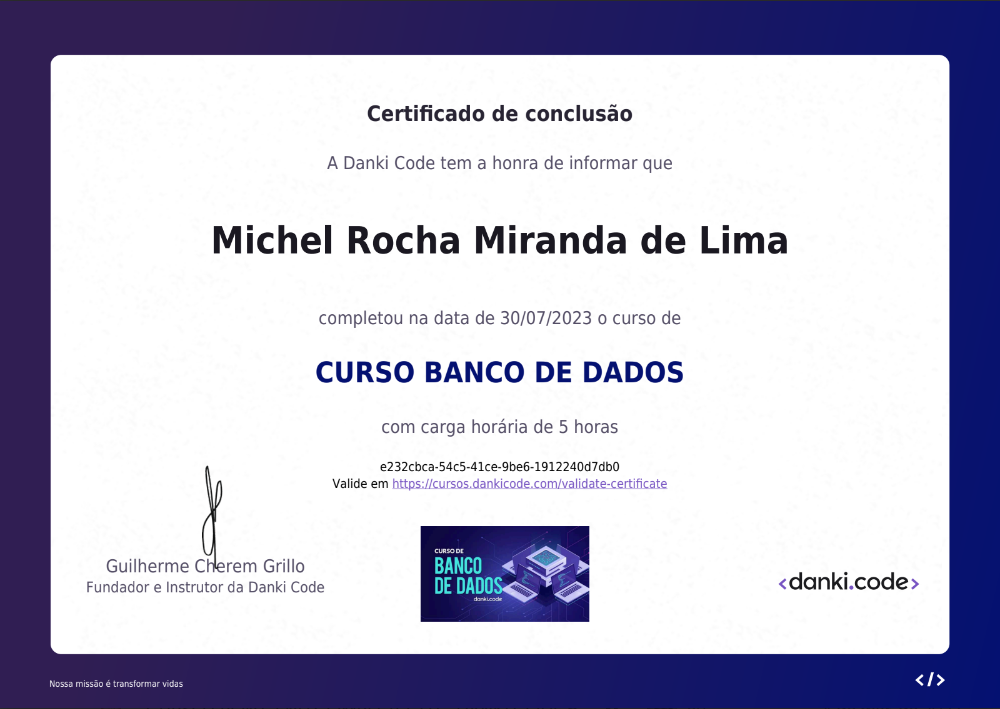 Certificado de conclusão
A Danki Code tem a honra de informar que
Michel Rocha Miranda de Lima
completou na data de 30/07/2023 o curso de
CURSO BANCO DE DADOS
com carga horária de 5 horas
e232cbca-54c5-41ce-9be6-1912240d7db0
Valide em https://cursos.dankicode.com/validate-certificate
Guilherme Cherem Grillo
Fundador e Instrutor da Danki Code
CURSO DE
BANCO
DE DADOS
danki.code
<danki.code>
Nossa missão é transformar vidas
</>